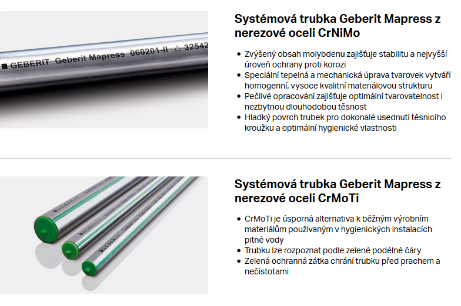 Systémová trubka Geberit Mapress z
nerezové oceli CrNiMo
GEBERIT Geberit Mapress 060201-II
Zvýšený obsah molybdenu zajišťuje stabilitu a nejvyšší
úroveň ochrany proti korozi
Speciální tepelná a mechanická úprava tvarovek vytváří
homogenní, vysoce kvalitní materiálovou strukturu
Pečlivé opracování zajišťuje optimální tvarovatelnost i
nezbytnou dlouhodobou těsnost
Hladký povrch trubek pro dokonalé usednutí těsnicího
kroužku a optimální hygienické vlastnosti
Systémová trubka Geberit Mapress z
nerezové oceli CrMoTi
CrMoTi je úsporná alternativa k běžným výrobním
materiálům používaným v hygienických instalacích
pitné vody
Trubku lze rozpoznat podle zelené podélné čáry
Zelená ochranná zátka chrání trubku před prachem a
nečistotami